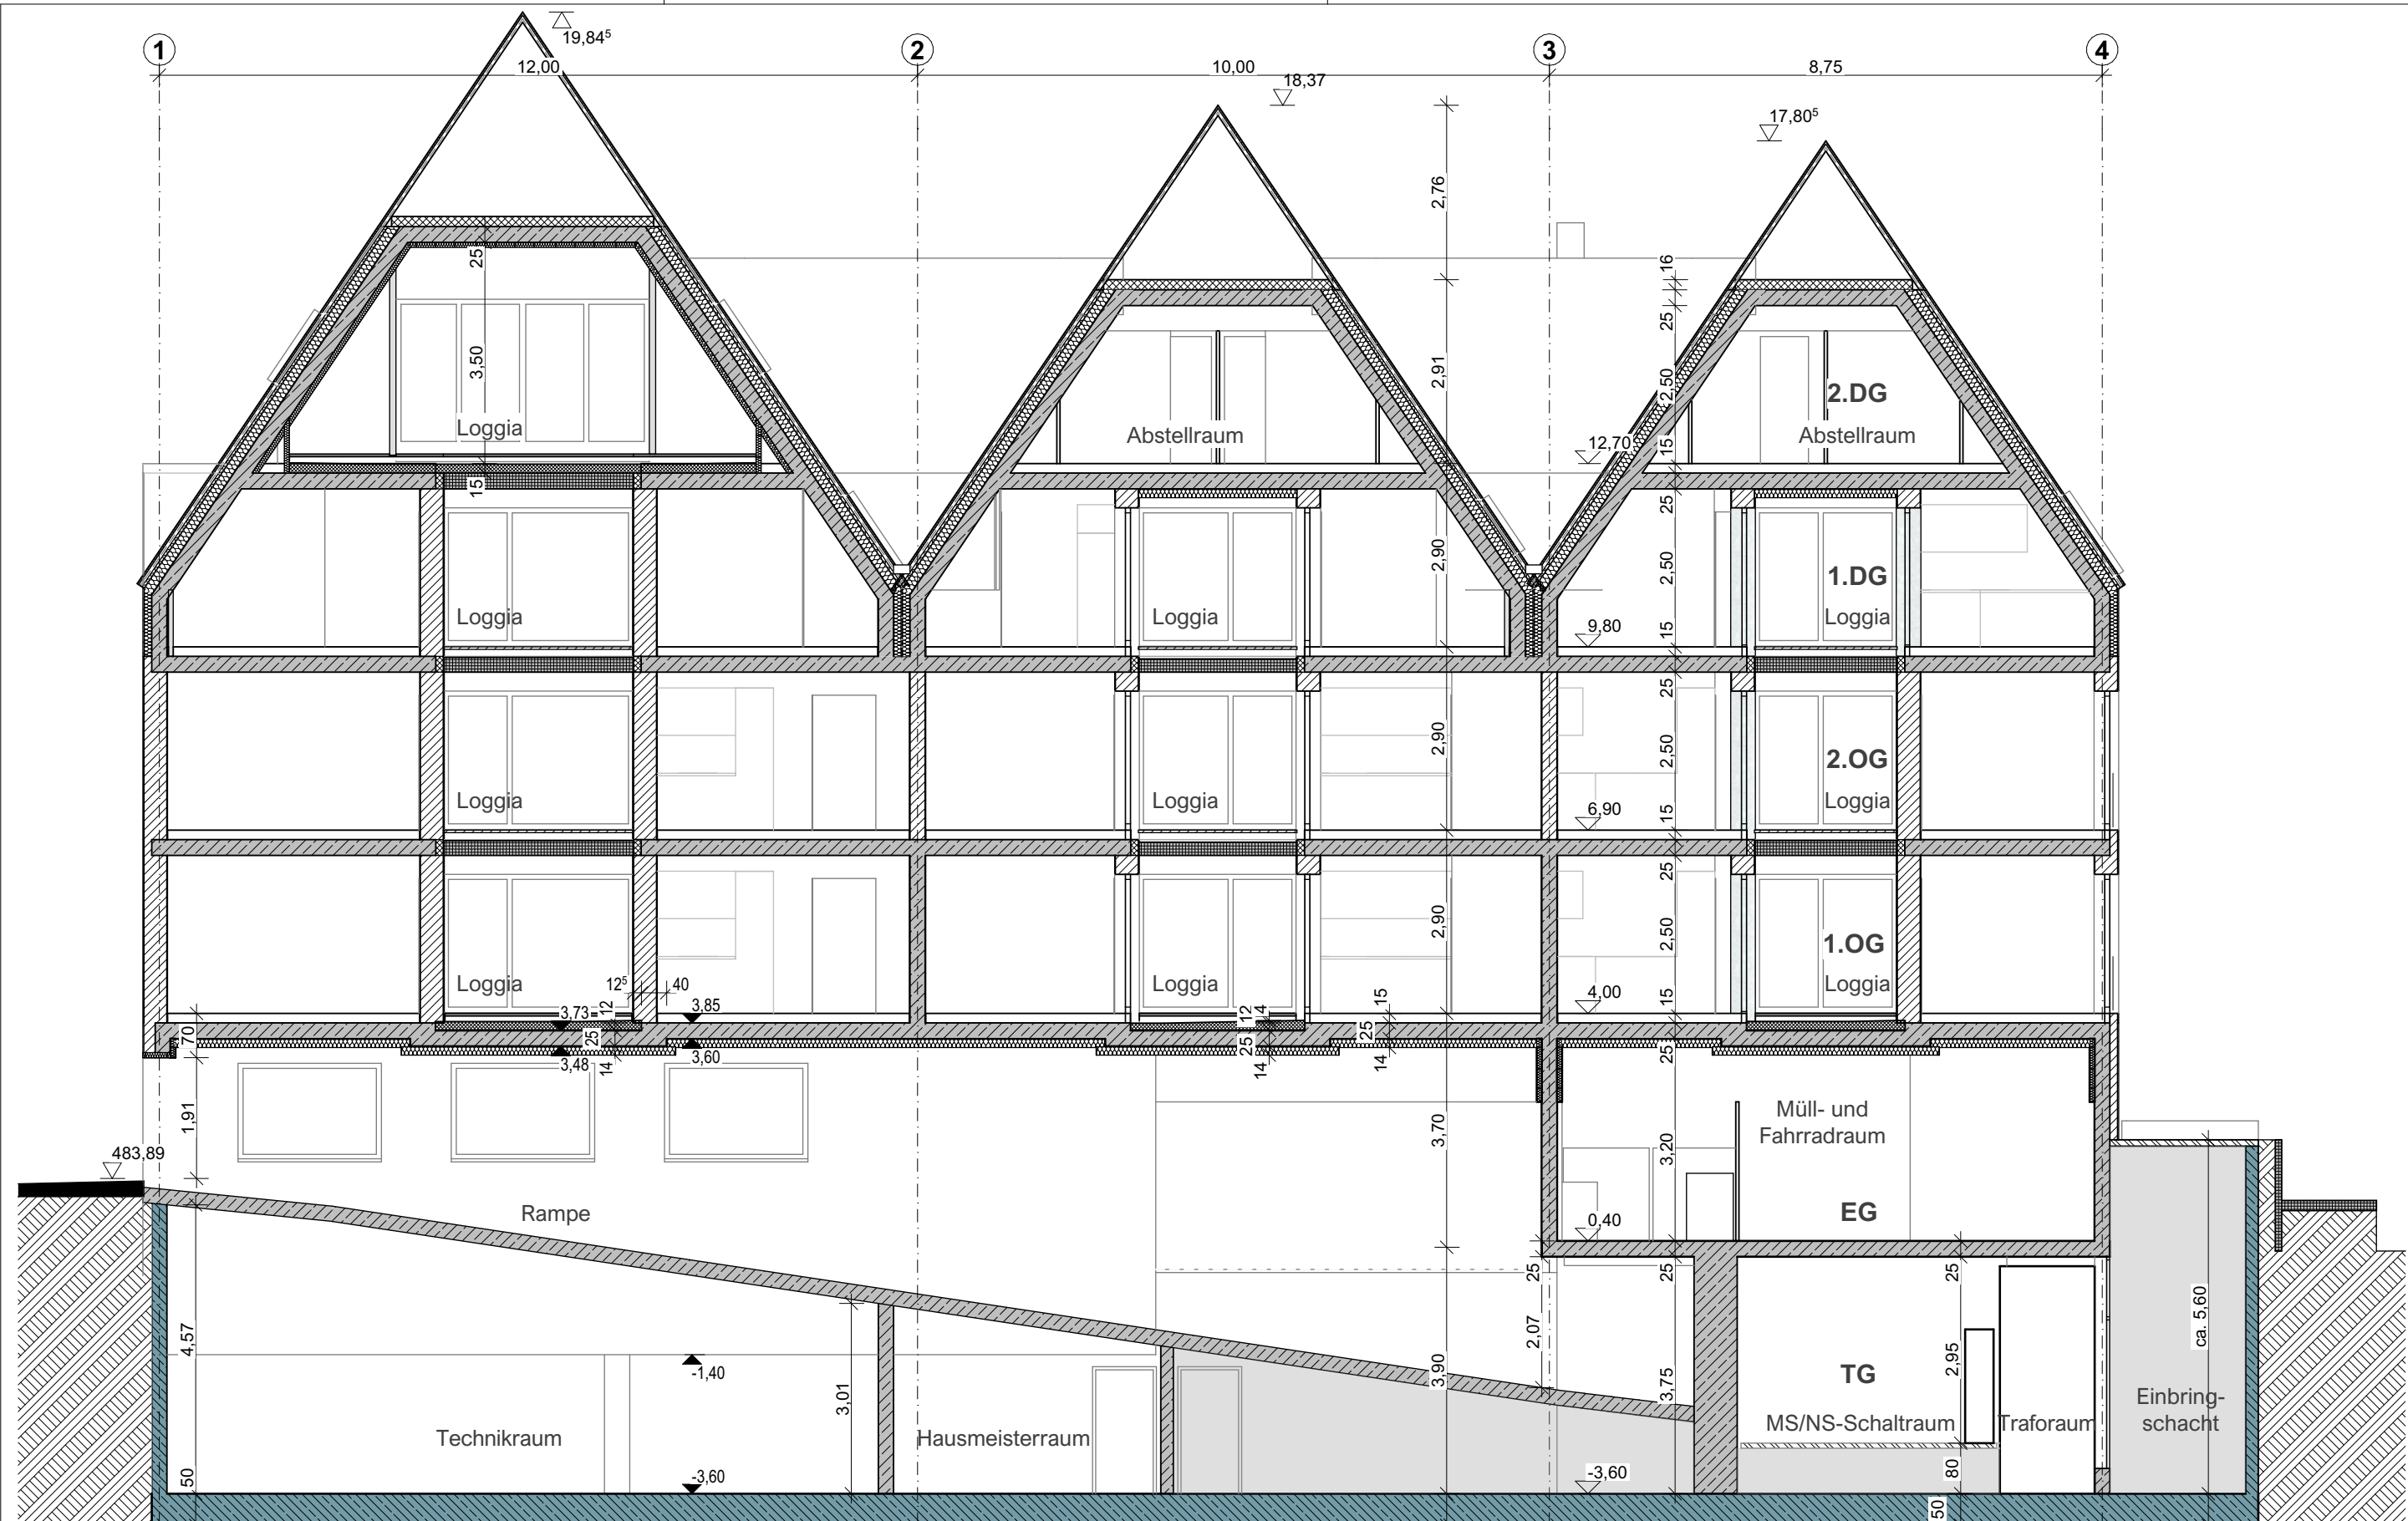 19,84⁵
1
2
3
4
12,00
10,00
8,75
18,37
17,80⁵
2,76
16
25
25
3,50
2,91
2,50
2.DG
Loggia
Abstellraum
12,70
15
Abstellraum
15
25
2,90
2,50
1.DG
Loggia
Loggia
9,80
15
Loggia
25
2,90
2,50
2.OG
Loggia
Loggia
6,90
15
Loggia
25
2,90
2,50
1.OG
Loggia
12⁵
40
Loggia
4,00
15
Loggia
70
3,73
12
3,85
12
14
15
25
3,48
14
3,60
25
14
25
14
25
1,91
483,89
3,70
3,20
Müll- und
Fahrradraum
Rampe
0,40
EG
25
25
25
4,57
-1,40
3,01
2,07
3,90
3,75
2,95
ca. 5,60
TG
Einbring-
schacht
Technikraum
Hausmeisterraum
MS/NS-Schaltraum
Traforaum
50
-3,60
-3,60
80
50